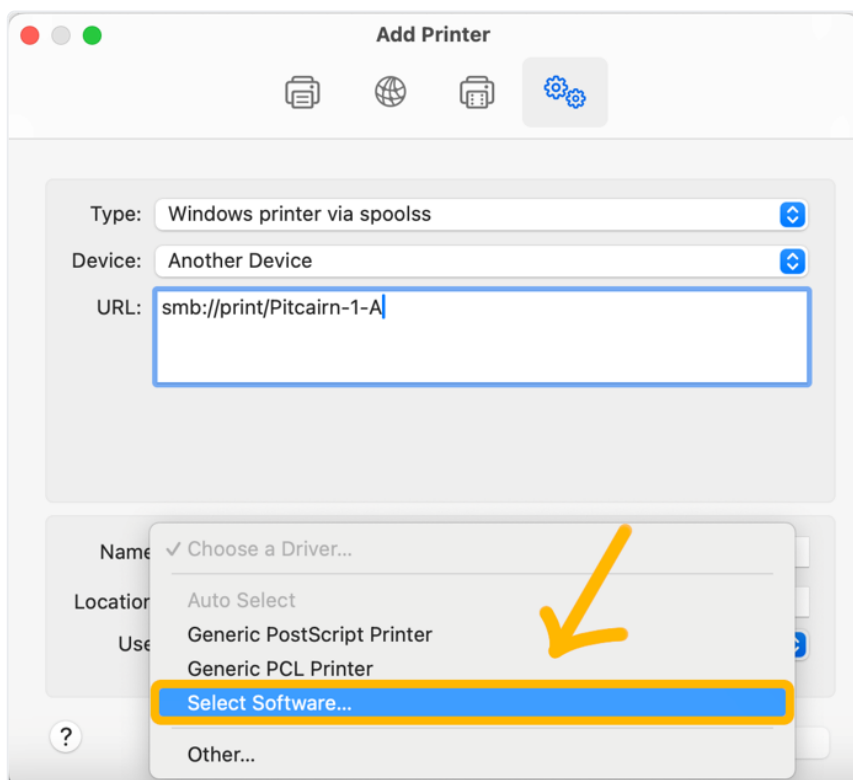 Add Printer
Type: Windows printer via spoolss
Device: Another Device
URL: smb://print/Pitcairn-1-A
Name ✓ Choose a Driver...
Location
Auto Select
Use
Generic PostScript Printer
Generic PCL Printer
Select Software...
?
Other...